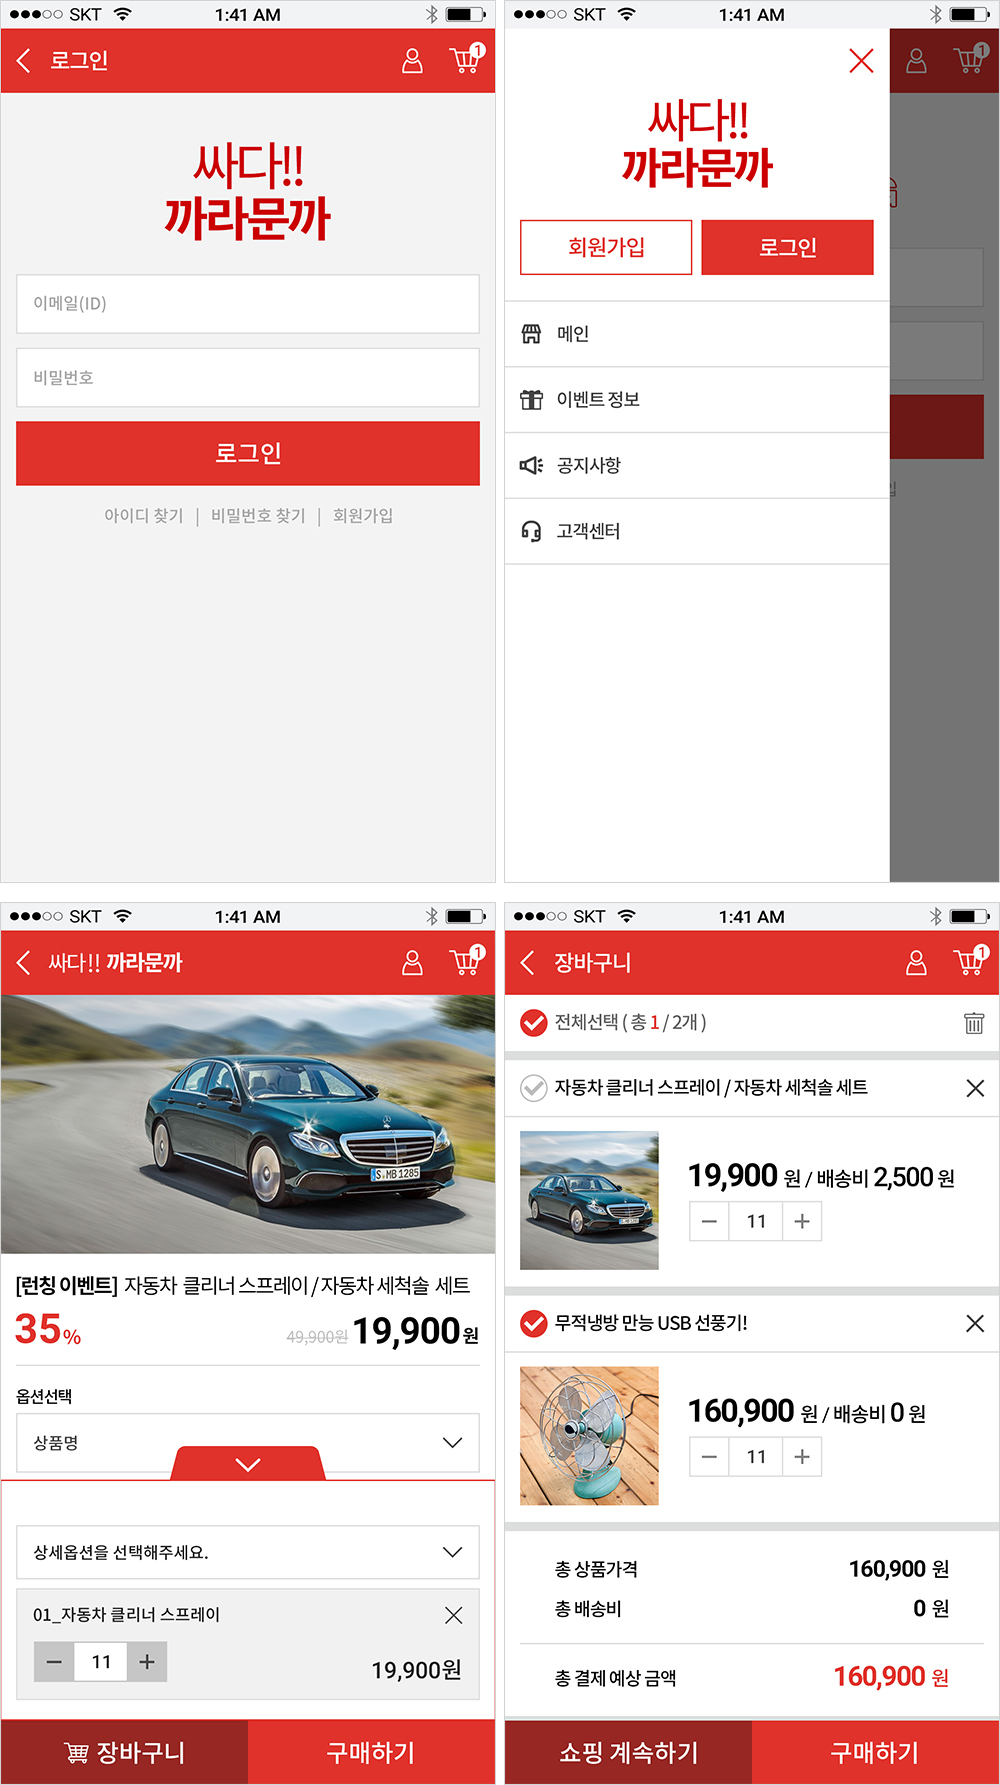 SKT 1:41 AM
로그인 1
싸다!!
까라문까
이메일(ID)
비밀번호
로그인
아이디 찾기 | 비밀번호 찾기 | 회원가입
SKT 1:41 AM
1
싸다!!
까라문까
회원가입 로그인
메인
이벤트 정보
공지사항
고객센터
입
SKT 1:41 AM
싸다!! 까라문까 1
S MB 1285
[런칭 이벤트] 자동차 클리너 스프레이 / 자동차 세척솔 세트
35% 49,900원 19,900원
옵션선택
상품명
상세옵션을 선택해주세요.
01_자동차 클리너 스프레이
− 11 + 19,900원
장바구니 구매하기
SKT 1:41 AM
장바구니 1
전체선택 ( 총 1 / 2개 )
자동차 클리너 스프레이 / 자동차 세척솔 세트
19,900 원 / 배송비 2,500 원
− 11 +
무적냉방 만능 USB 선풍기!
160,900 원 / 배송비 0 원
− 11 +
총 상품가격 160,900 원
총 배송비 0 원
총 결제 예상 금액 160,900 원
쇼핑 계속하기 구매하기